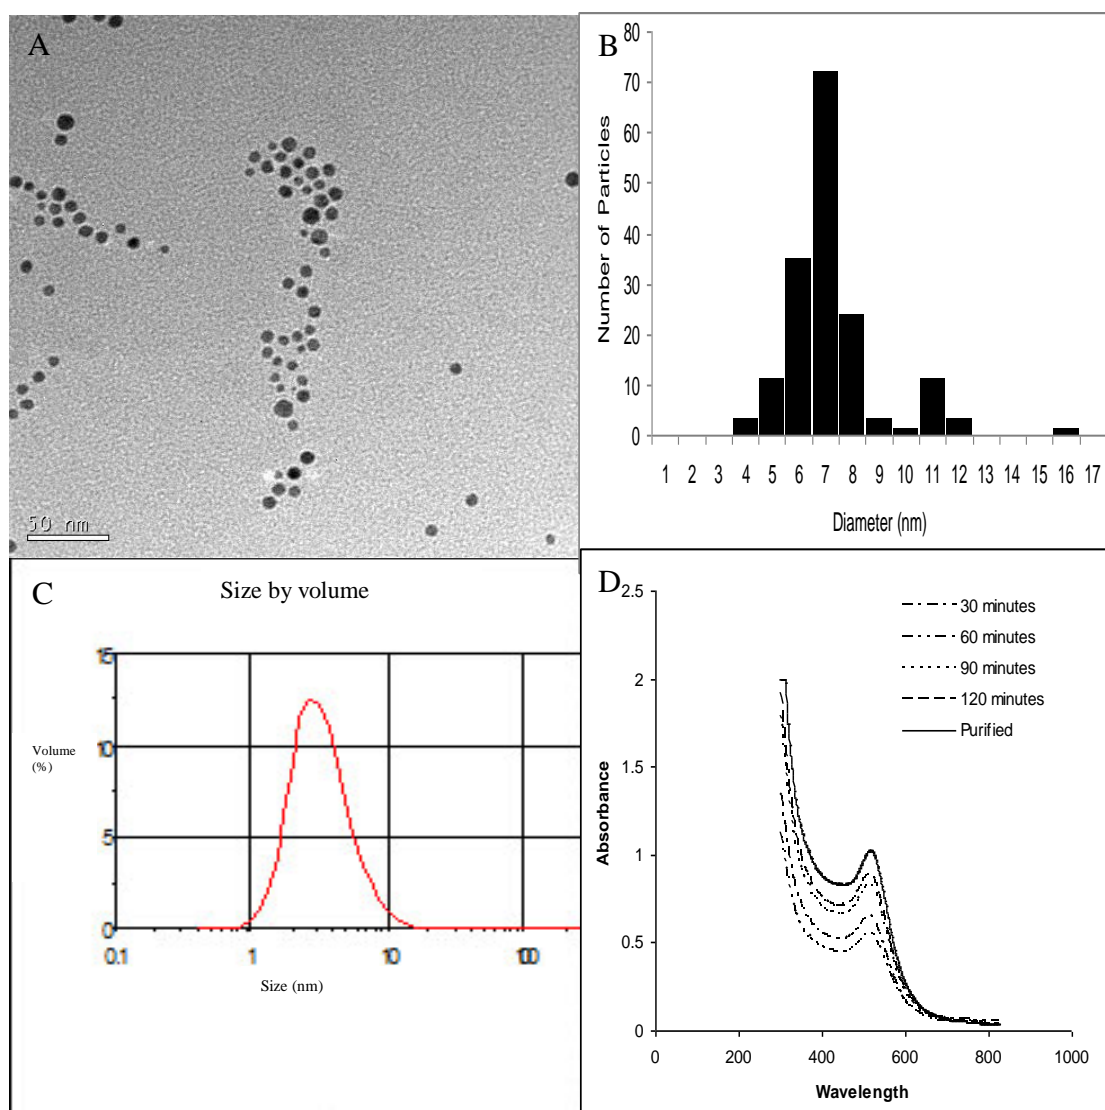 A
50 nm
B
80
70
60
50
40
30
20
10
0
Number of Particles
1 2 3 4 5 6 7 8 9 10 11 12 13 14 15 16 17
Diameter (nm)
C
Size by volume
15
10
5
0
Volume
(%)
0.1 1 10 100
Size (nm)
D
2.5
2
1.5
1
0.5
0
Absorbance
30 minutes
60 minutes
90 minutes
120 minutes
Purified
0 200 400 600 800 1000
Wavelength